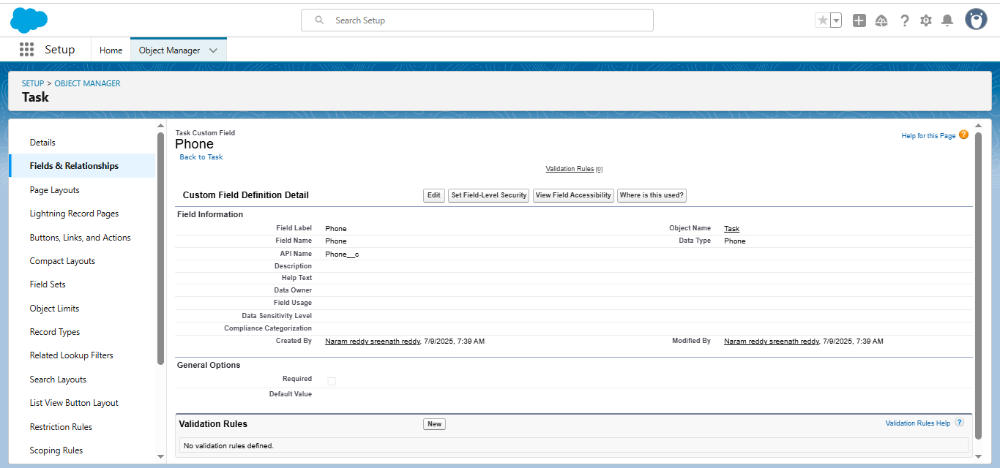 Search Setup
Setup
Home
Object Manager
SETUP > OBJECT MANAGER
Task
Details
Fields & Relationships
Page Layouts
Lightning Record Pages
Buttons, Links, and Actions
Compact Layouts
Field Sets
Object Limits
Record Types
Related Lookup Filters
Search Layouts
List View Button Layout
Restriction Rules
Scoping Rules
Task Custom Field
Phone
Back to Task
Help for this Page ?
Validation Rules [0]
Custom Field Definition Detail Edit Set Field-Level Security View Field Accessibility Where is this used?
Field Information
Field Label Phone Object Name Task
Field Name Phone Data Type Phone
API Name Phone__c
Description
Help Text
Data Owner
Field Usage
Data Sensitivity Level
Compliance Categorization
Created By Naram reddy sreenath reddy, 7/9/2025, 7:39 AM Modified By Naram reddy sreenath reddy, 7/9/2025, 7:39 AM
General Options
Required
Default Value
Validation Rules New Validation Rules Help ?
No validation rules defined.